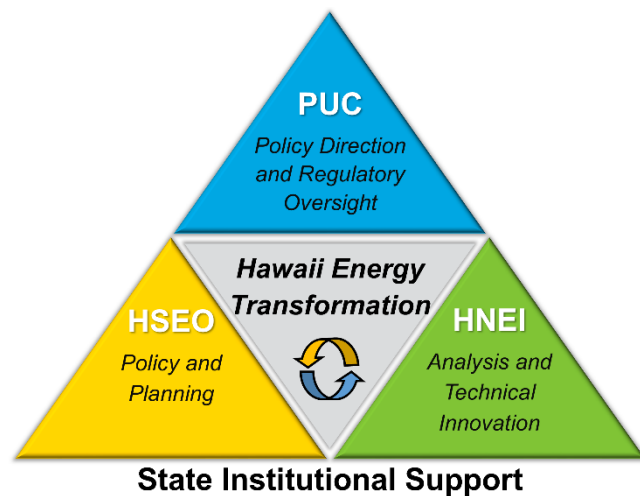 PUC
Policy Direction
and Regulatory
Oversight
Hawaii Energy
Transformation
HSEO
Policy and
Planning
HNEI
Analysis and
Technical
Innovation
State Institutional Support